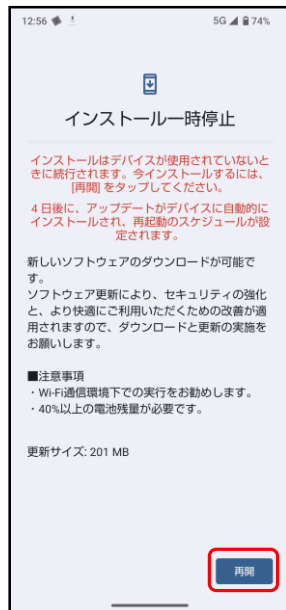 12:56 5G 74%
インストール一時停止
インストールはデバイスが使用されていないと
きに続行されます。今インストールするには、
[再開] をタップしてください。
4 日後に、アップデートがデバイスに自動的に
インストールされ、再起動のスケジュールが設
定されます。
新しいソフトウェアのダウンロードが可能で
す。
ソフトウェア更新により、セキュリティの強化
と、より快適にご利用いただくための改善が適
用されますので、ダウンロードと更新の実施を
お願いします。
■注意事項
・Wi-Fi通信環境下での実行をお勧めします。
・40%以上の電池残量が必要です。
更新サイズ: 201 MB
再開